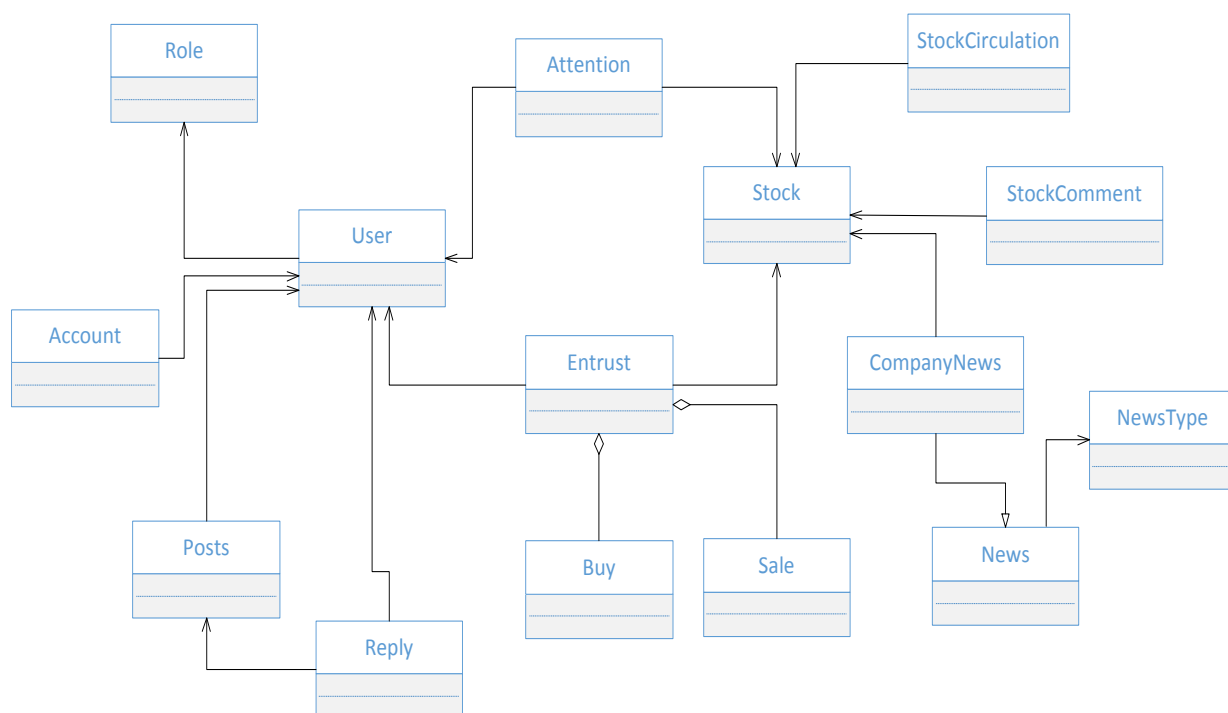 Role
Attention
StockCirculation
Stock
StockComment
User
Account
Entrust
CompanyNews
NewsType
Posts
Buy
Sale
News
Reply